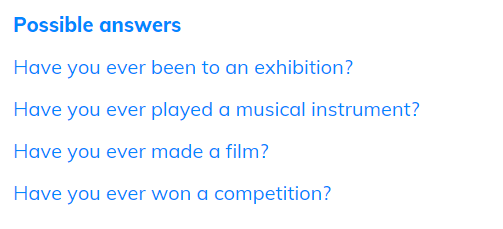 Possible answers
Have you ever been to an exhibition?
Have you ever played a musical instrument?
Have you ever made a film?
Have you ever won a competition?